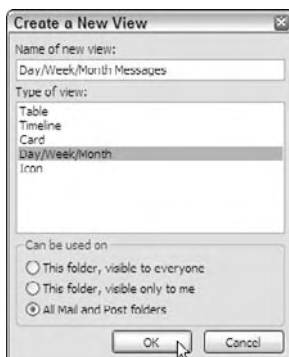 Create a New View
Name of new view:
Day/Week/Month Messages
Type of view:
Table
Timeline
Card
Day/Week/Month
Icon
Can be used on
This folder, visible to everyone
This folder, visible only to me
All Mail and Post folders
OK
Cancel